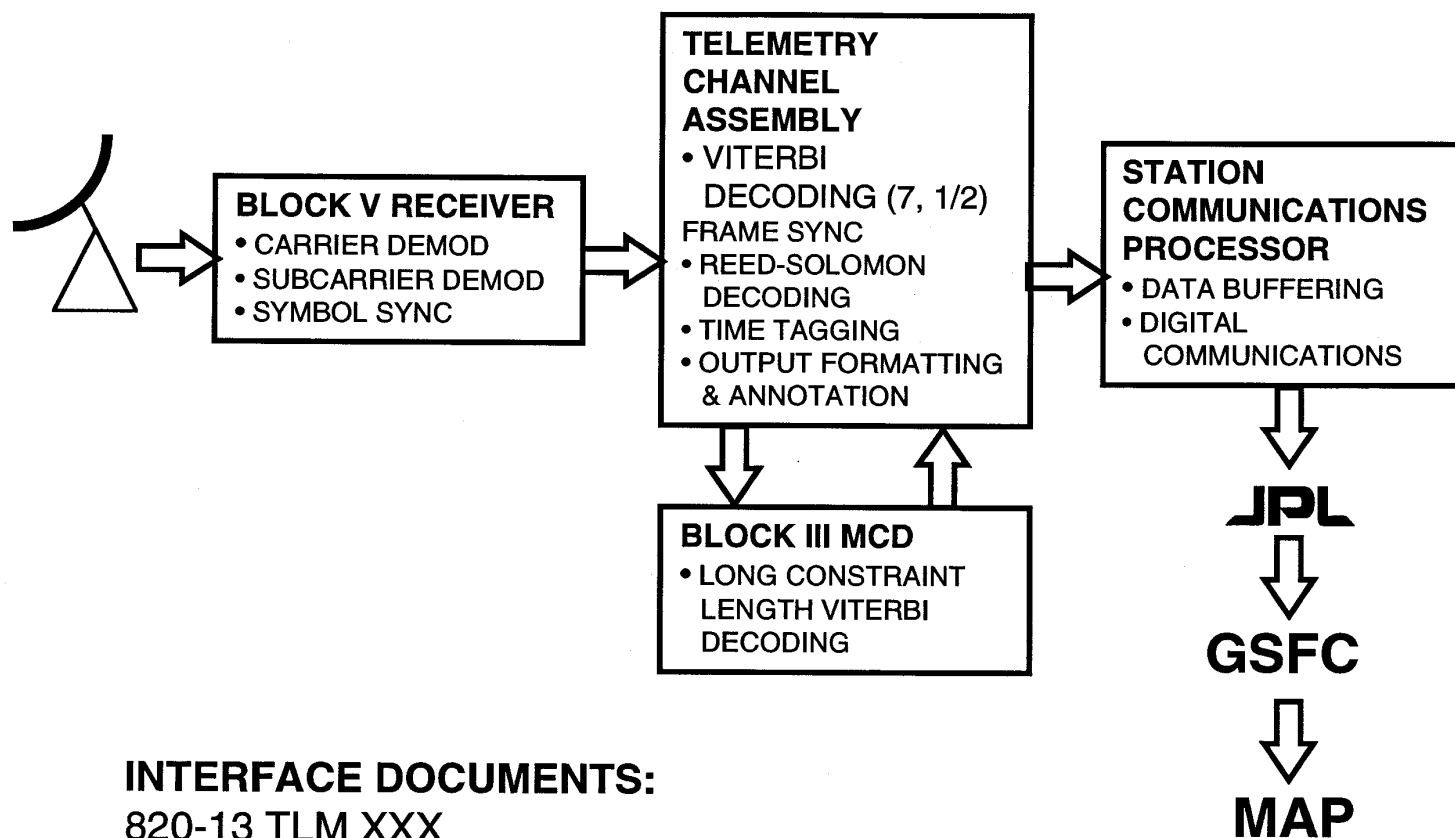 BLOCK V RECEIVER
• CARRIER DEMOD
• SUBCARRIER DEMOD
• SYMBOL SYNC
TELEMETRY
CHANNEL
ASSEMBLY
• VITERBI
DECODING (7, 1/2)
FRAME SYNC
• REED-SOLOMON
DECODING
• TIME TAGGING
• OUTPUT FORMATTING
& ANNOTATION
BLOCK III MCD
• LONG CONSTRAINT
LENGTH VITERBI
DECODING
STATION
COMMUNICATIONS
PROCESSOR
• DATA BUFFERING
• DIGITAL
COMMUNICATIONS
JPL
GSFC
MAP
INTERFACE DOCUMENTS:
820-13 TLM XXX